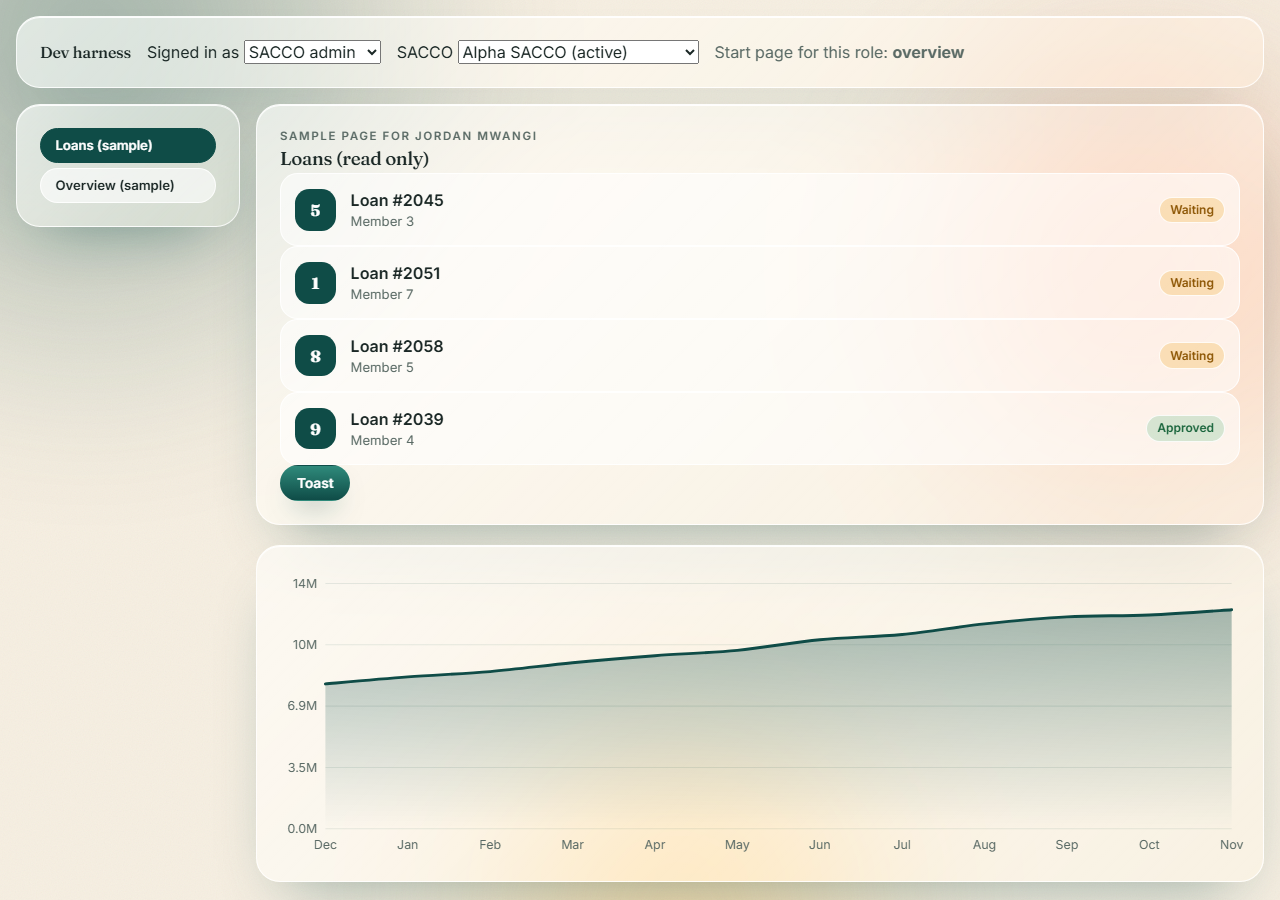 Dev harness Signed in as SACCO admin SACCO Alpha SACCO (active) Start page for this role: overview
Loans (sample)
Overview (sample)
SAMPLE PAGE FOR JORDAN MWANGI
Loans (read only)
5 Loan #2045 Waiting
Member 3
1 Loan #2051 Waiting
Member 7
8 Loan #2058 Waiting
Member 5
9 Loan #2039 Approved
Member 4
Toast
14M
10M
6.9M
3.5M
0.0M
Dec Jan Feb Mar Apr May Jun Jul Aug Sep Oct Nov